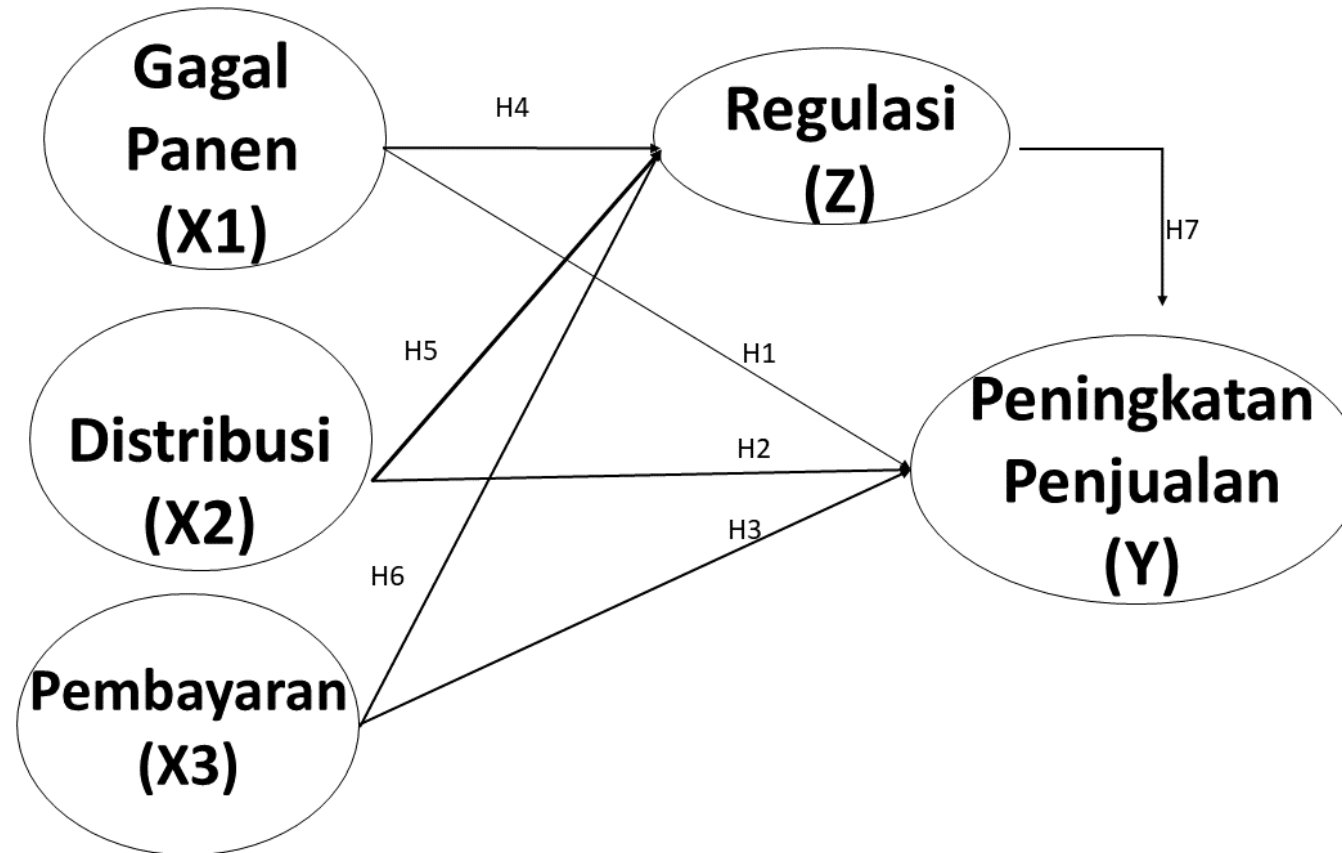 Gagal
Panen
(X1)
H4
Regulasi
(Z)
H7
H5
H1
Distribusi
(X2)
H2
Peningkatan
Penjualan
(Y)
H3
H6
Pembayaran
(X3)